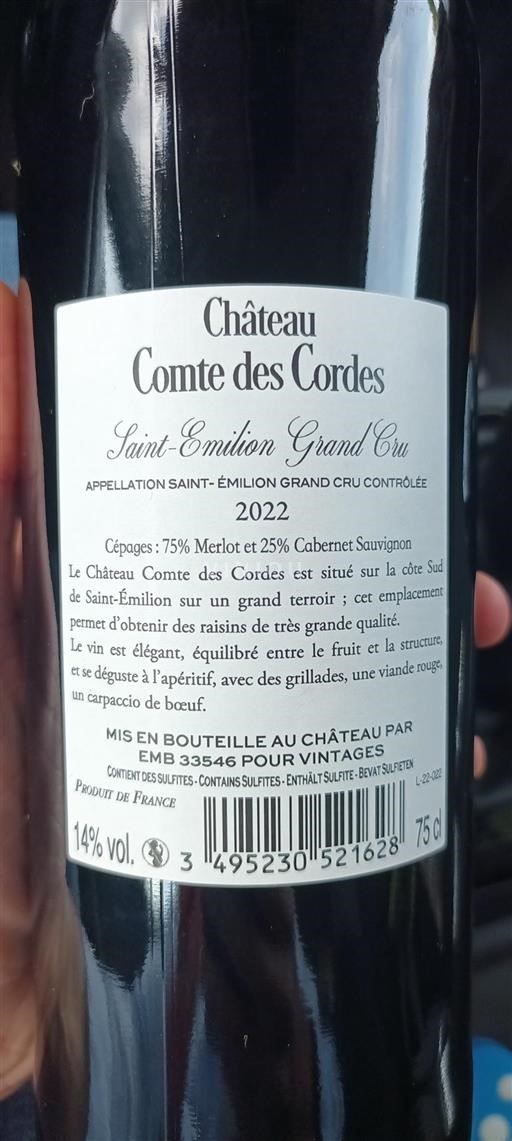 Château
Comte des Cordes
Saint-Emilion Grand Cru
APPELLATION SAINT- ÉMILION GRAND CRU CONTRÔLÉE
2022
Cépages : 75% Merlot et 25% Cabernet Sauvignon
Le Château Comte des Cordes est situé sur la côte Sud
de Saint-Émilion sur un grand terroir ; cet emplacement
permet d'obtenir des raisins de très grande qualité.
Le vin est élégant, équilibré entre le fruit et la structure,
et se déguste à l'apéritif, avec des grillades, une viande rouge,
un carpaccio de bœuf.
MIS EN BOUTEILLE AU CHÂTEAU PAR
EMB 33546 POUR VINTAGES
CONTIENT DES SULFITES - CONTAINS SULFITES - ENTHÄLT SULFITE - BEVAT SULFIETEN
L-22-022
PRODUIT DE FRANCE
14% vol.
3 495230 521628
75 cl